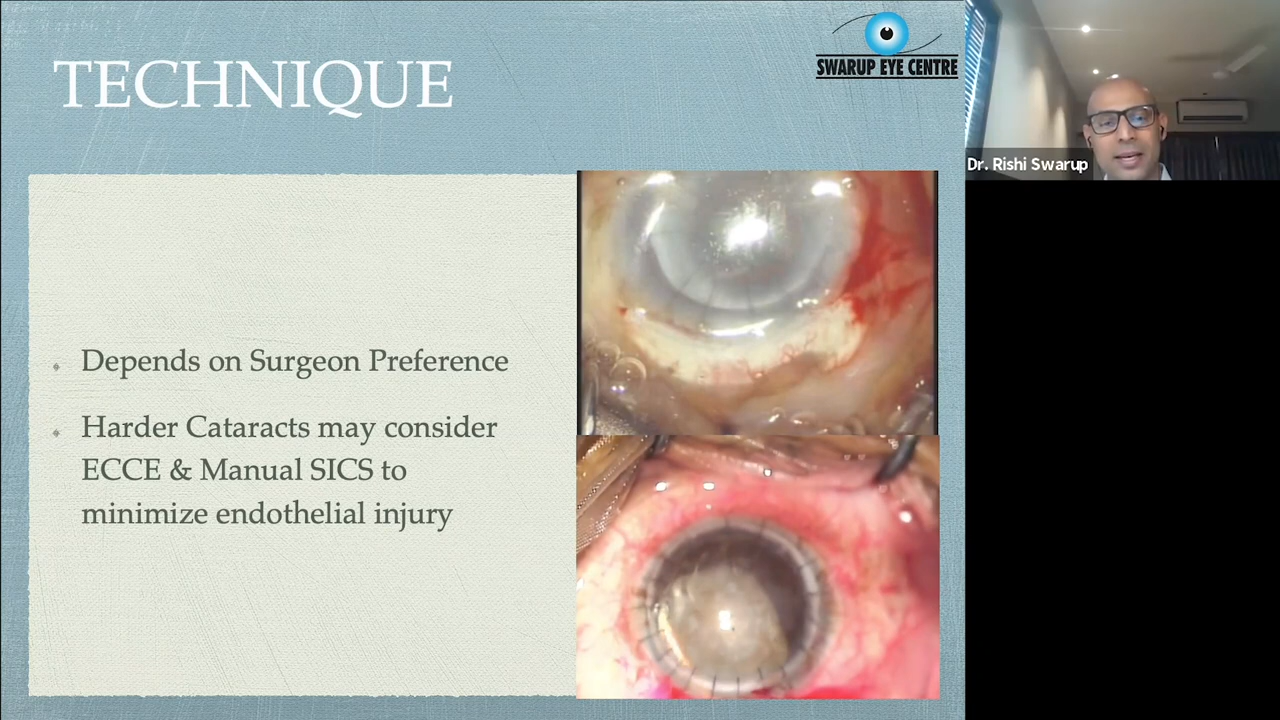 TECHNIQUE
SWARUP EYE CENTRE
Dr. Rishi Swarup
Depends on Surgeon Preference
Harder Cataracts may consider
ECCE & Manual SICS to
minimize endothelial injury